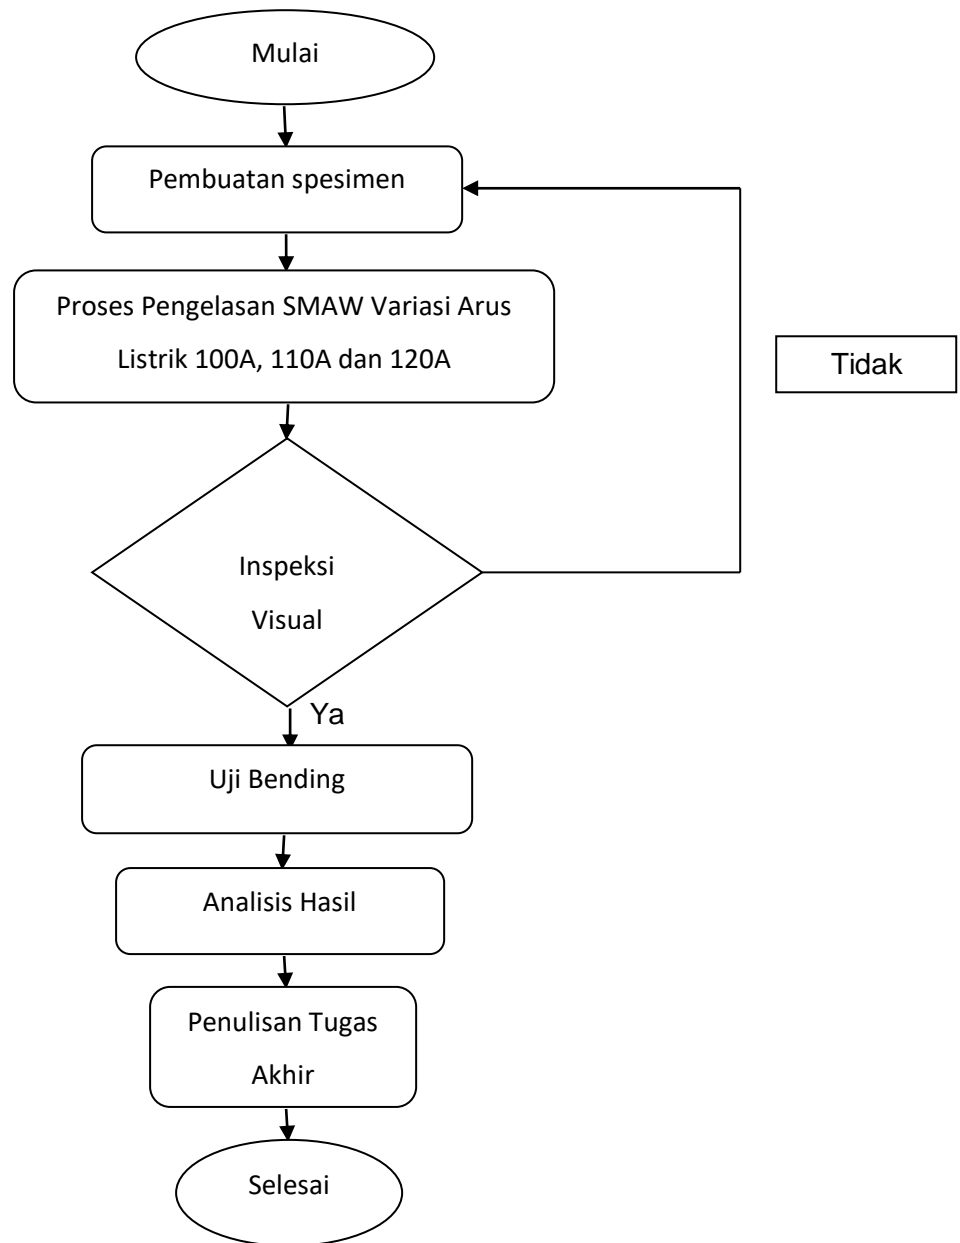 Mulai
Pembuatan spesimen
Proses Pengelasan SMAW Variasi Arus
Listrik 100A, 110A dan 120A
Tidak
Inspeksi
Visual
Ya
Uji Bending
Analisis Hasil
Penulisan Tugas
Akhir
Selesai